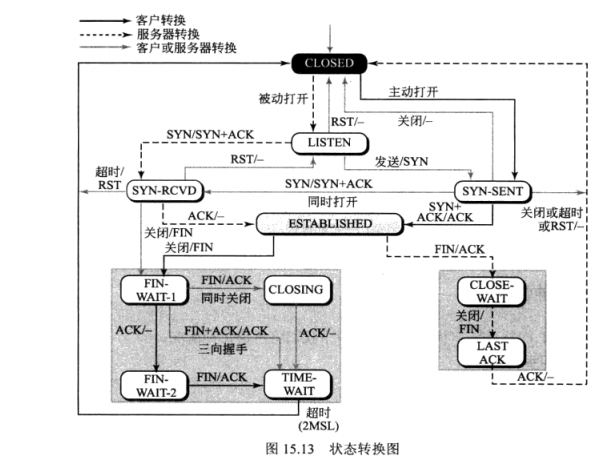 客户转换
服务器转换
客户或服务器转换
CLOSED
被动打开
主动打开
RST/–
关闭/–
SYN/SYN+ACK
LISTEN
超时/
RST
RST/–
发送/SYN
SYN-RCVD
SYN/SYN+ACK
SYN-SENT
同时打开
SYN+
ACK/ACK
关闭或超时
或RST/–
ACK/–
ESTABLISHED
关闭/FIN
关闭/FIN
FIN/ACK
FIN-
WAIT-1
FIN/ACK
同时关闭
CLOSING
CLOSE-
WAIT
关闭/
FIN
ACK/–
FIN+ACK/ACK
三向握手
ACK/–
LAST
ACK
FIN-
WAIT-2
FIN/ACK
TIME-
WAIT
ACK/–
超时
(2MSL)
图 15.13 状态转换图